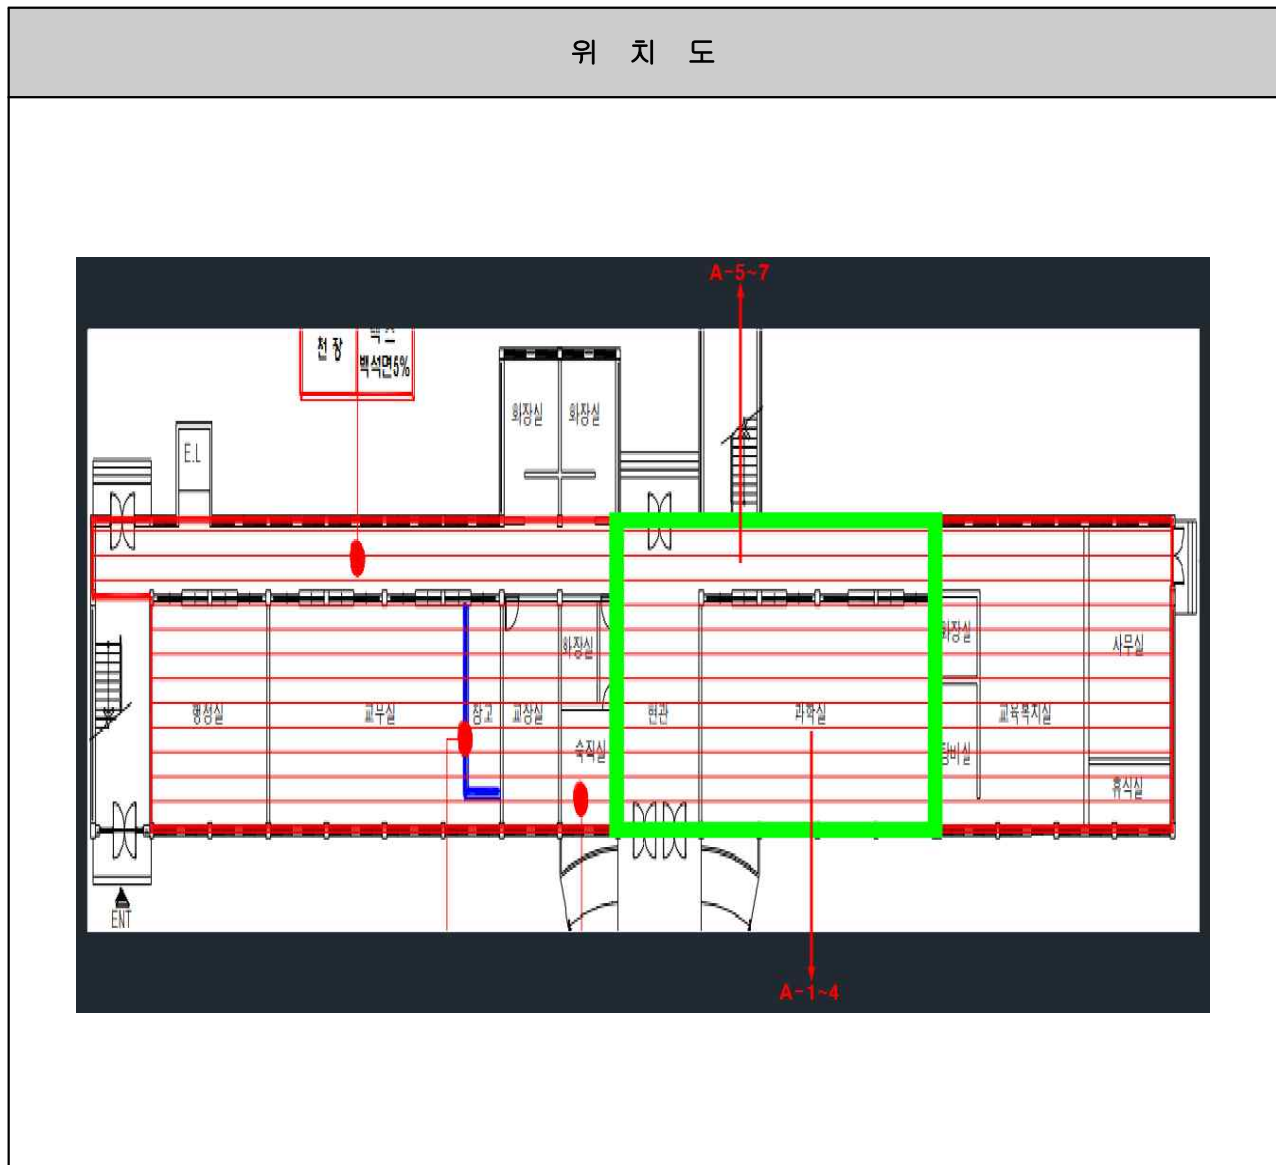 위 치 도
A-5~7
천 장
백석면5%
화장실 화장실
E.L
화장실 화장실 사무실
행정실 교무실 창고 교장실 현관 과학실 교육복지실
숙직실 탕비실
휴식실
ENT
A-1~4